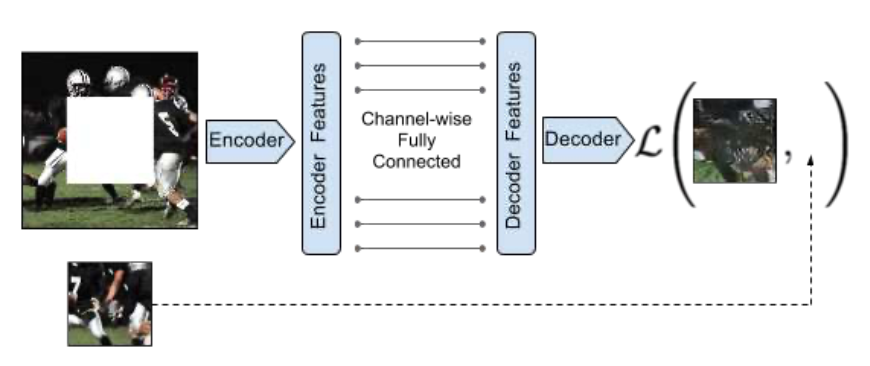 Encoder
Encoder Features
Channel-wise
Fully
Connected
Decoder Features
Decoder
ℒ ( , )